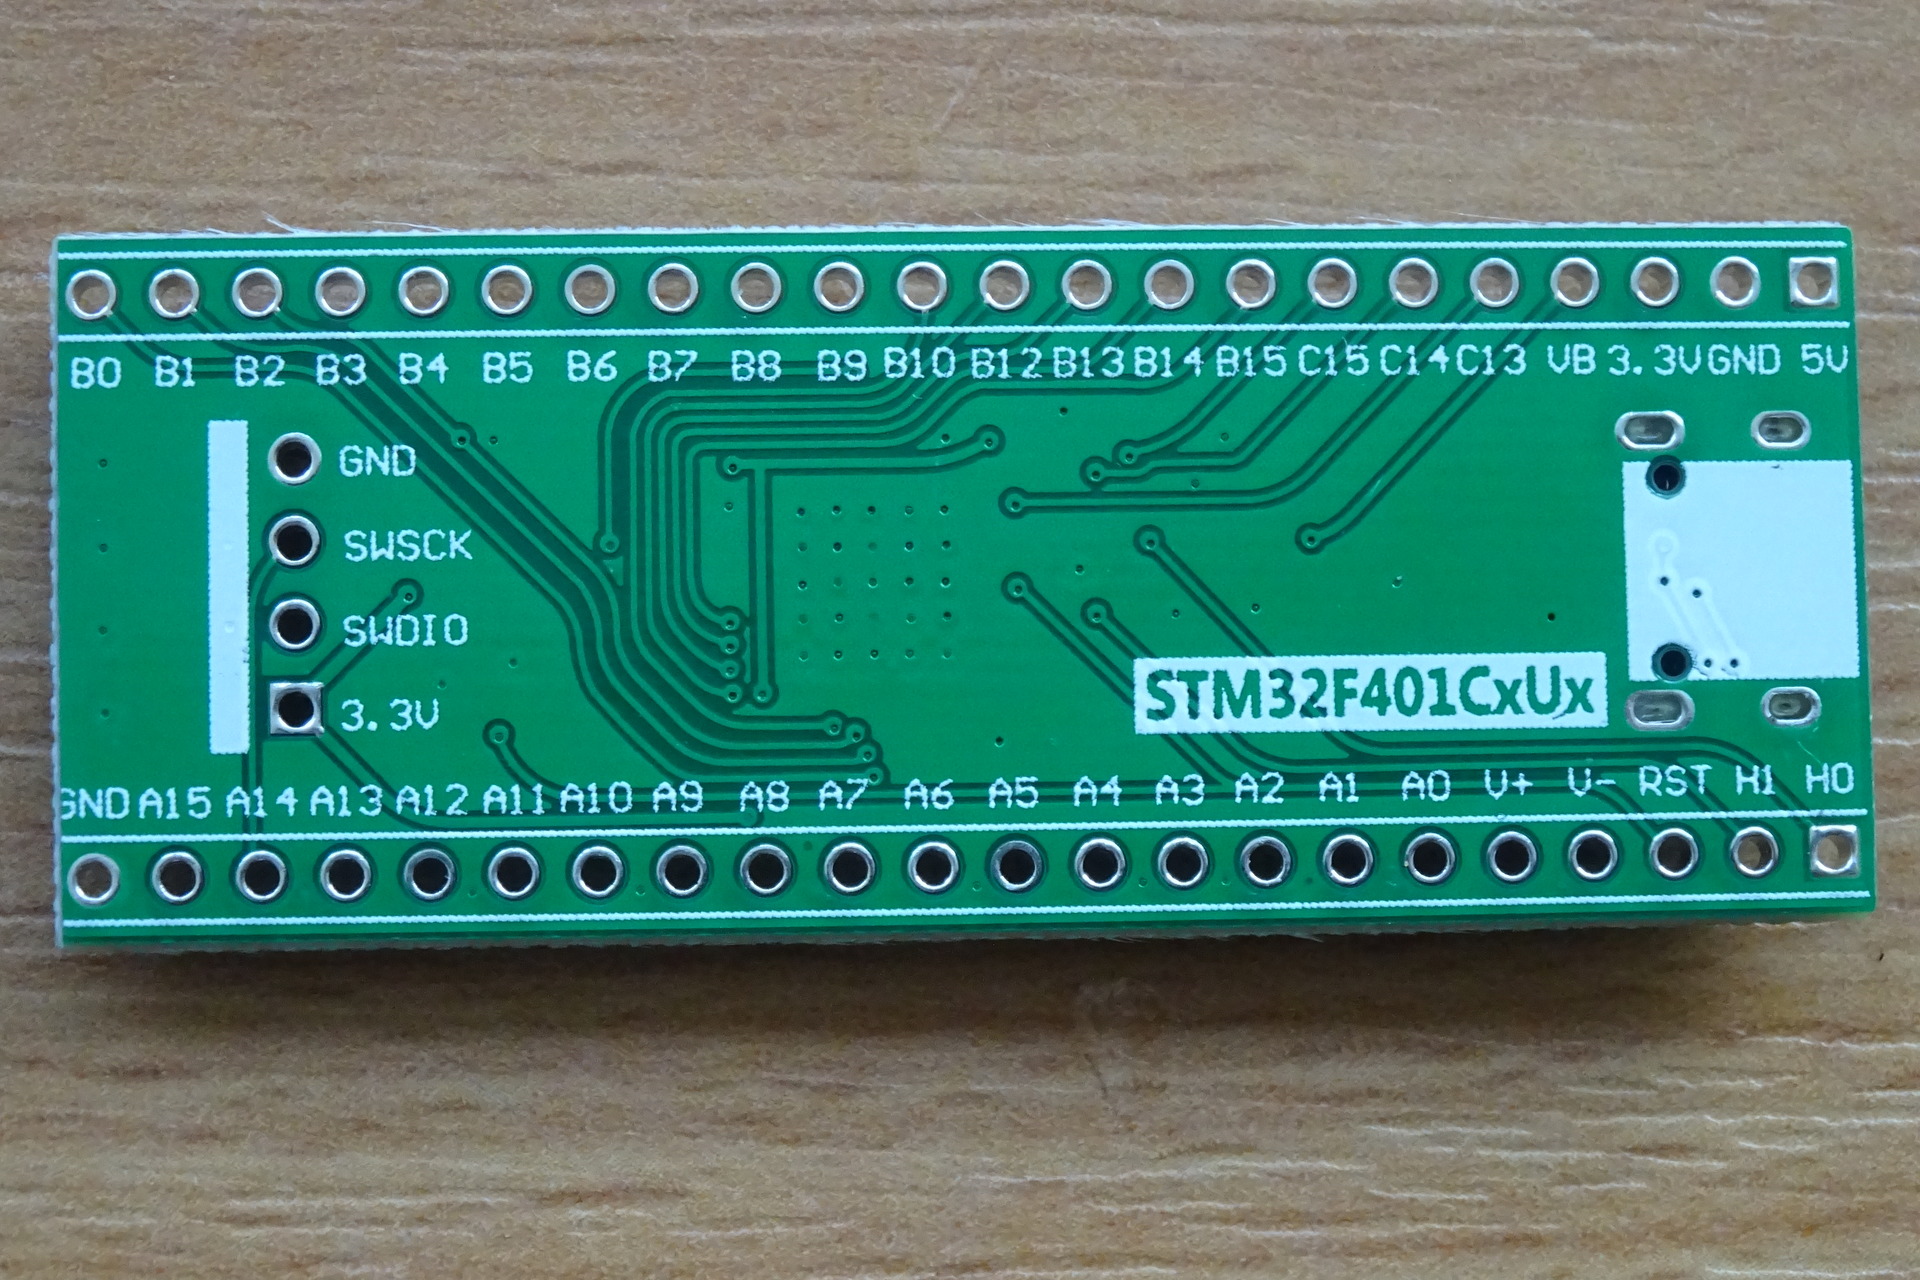 B0 B1 B2 B3 B4 B5 B6 B7 B8 B9 B10 B12 B13 B14 B15 C15 C14 C13 VB 3.3V GND 5V
GND
SWSCK
SWDIO
3.3V
STM32F401CxUx
GND A15 A14 A13 A12 A11 A10 A9 A8 A7 A6 A5 A4 A3 A2 A1 A0 V+ V- RST H1 H0